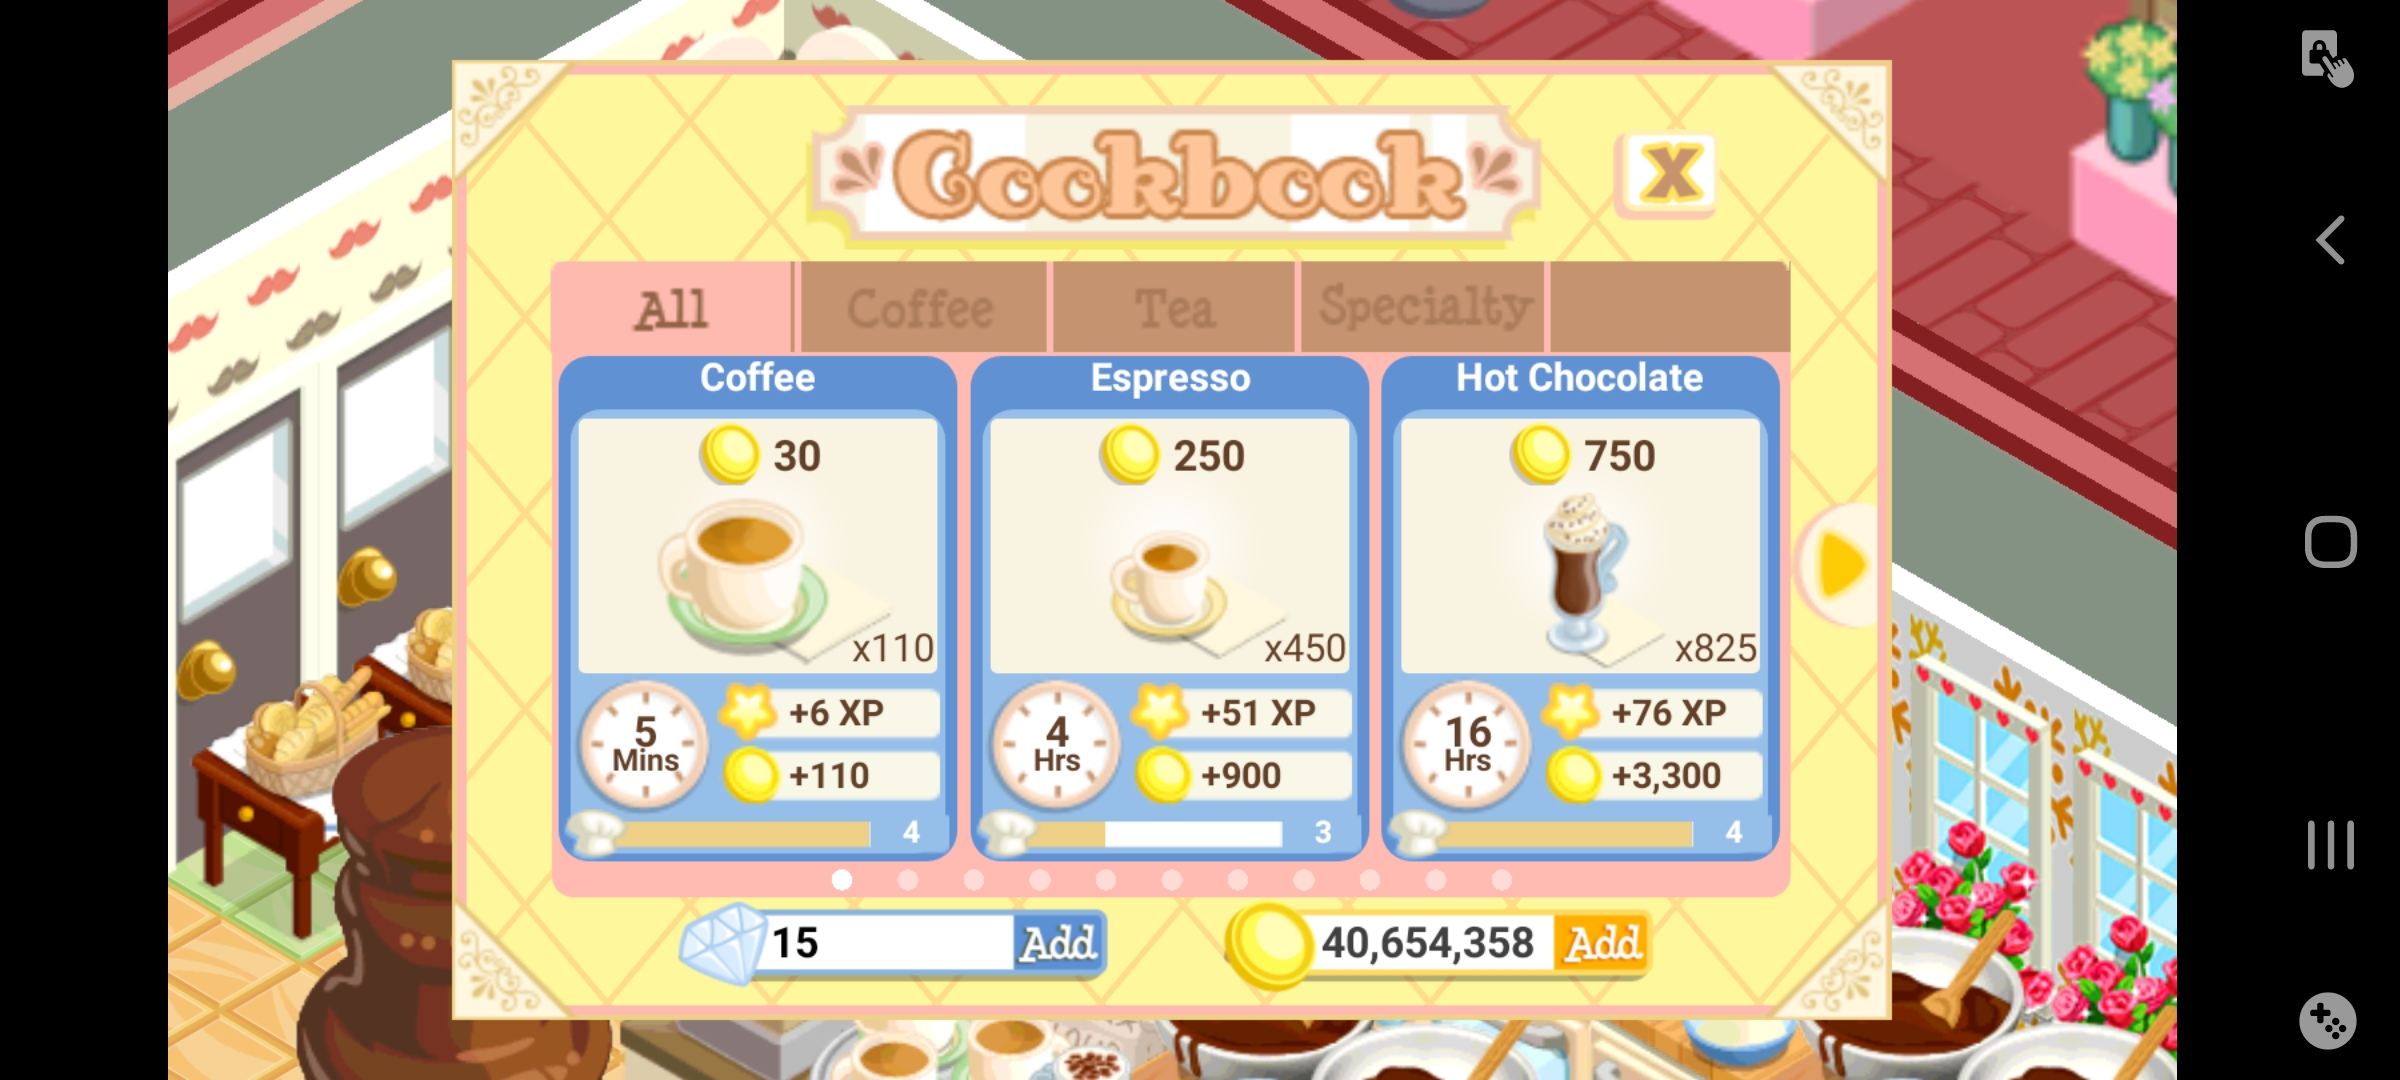 Cookbook
X
All
Coffee
Tea
Specialty
Coffee
30
x110
5
Mins
+6 XP
+110
4
Espresso
250
x450
4
Hrs
+51 XP
+900
3
Hot Chocolate
750
x825
16
Hrs
+76 XP
+3,300
4
15
Add
40,654,358
Add